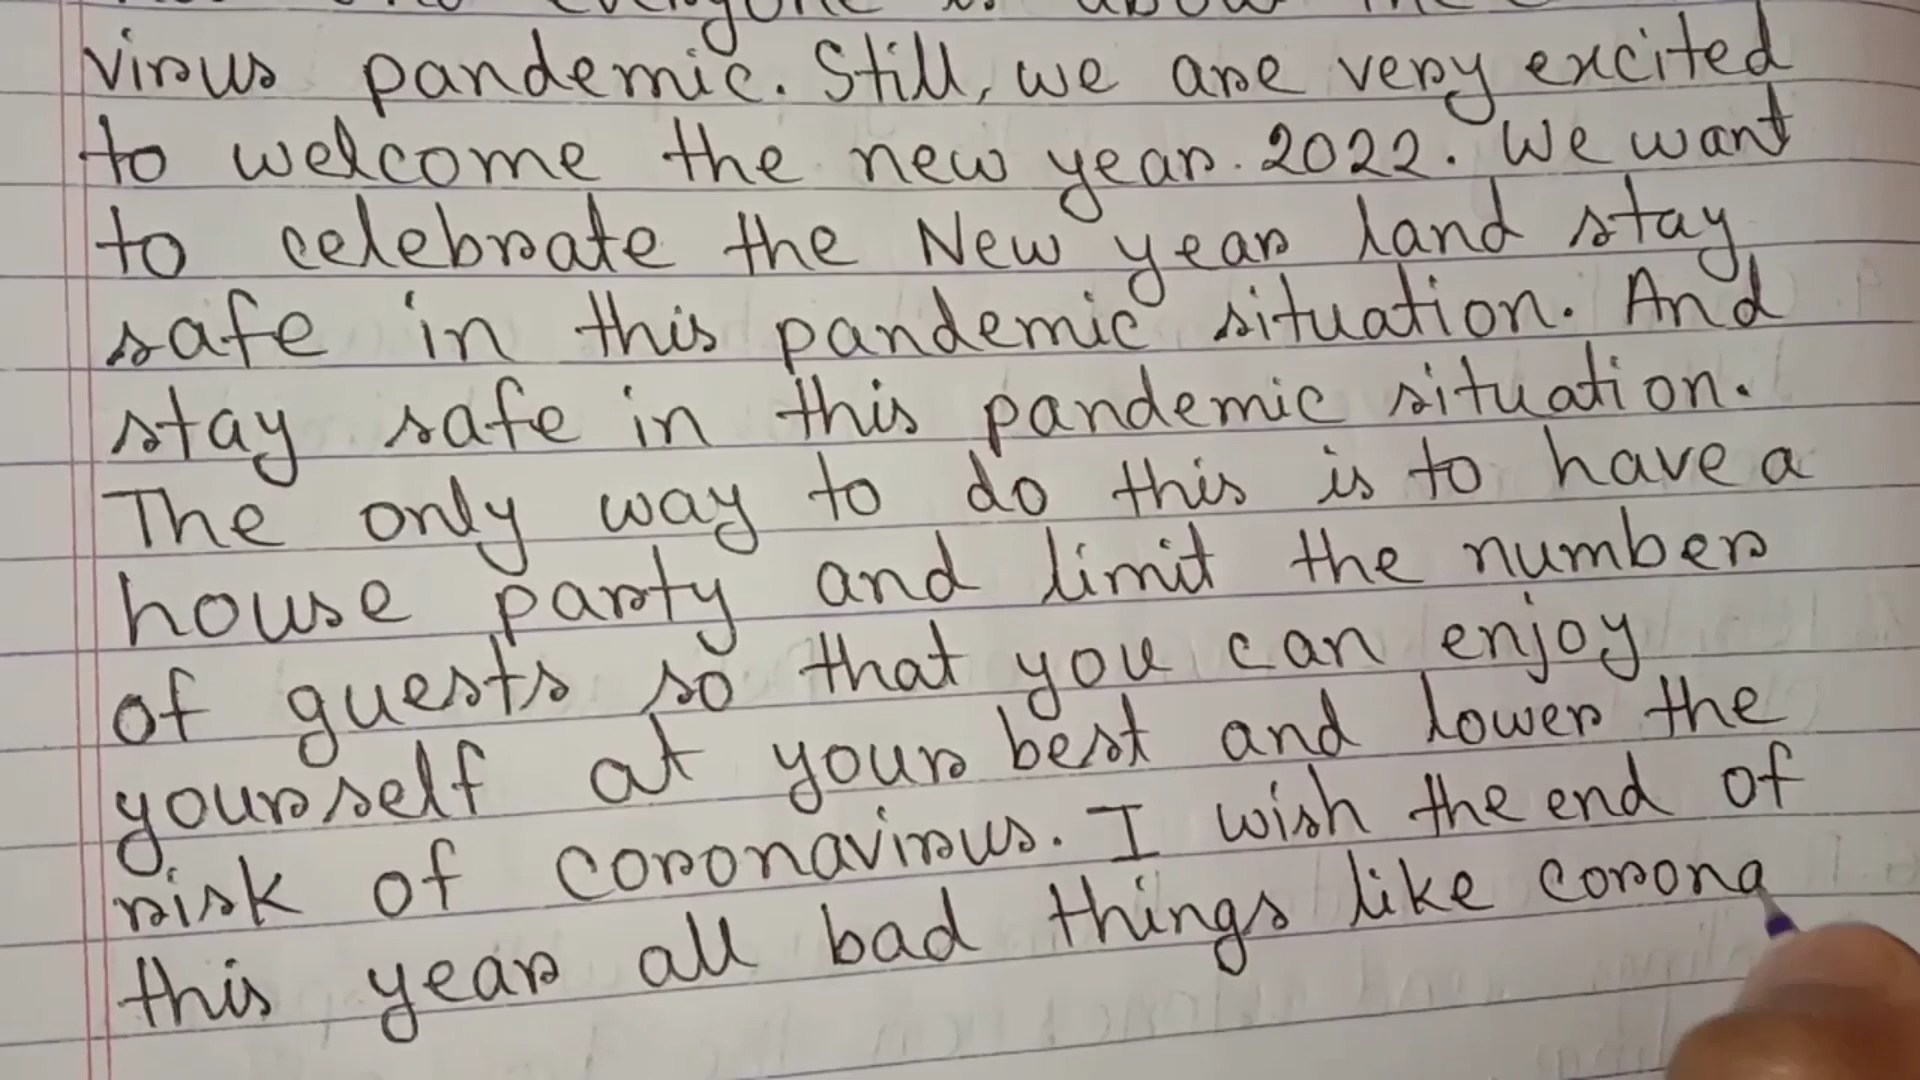 everyone is about the
virus pandemic. Still, we are very excited
to welcome the new year. 2022. We want
to celebrate the New year land stay
safe in this pandemic situation. And
stay safe in this pandemic situation.
The only way to do this is to have a
house party and limit the number
of guests so that you can enjoy
yourself at your best and lower the
risk of coronavirus. I wish the end of
this year all bad things like corona